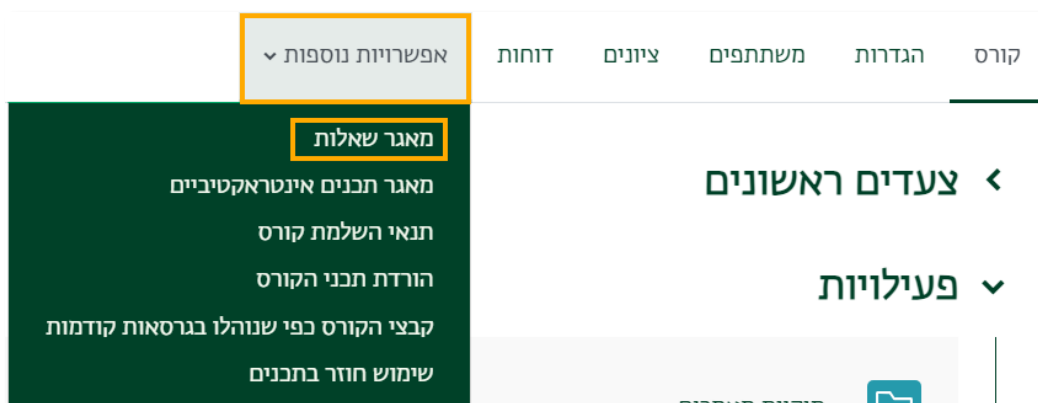 קורס הגדרות משתתפים ציונים דוחות אפשרויות נוספות
מאגר שאלות
מאגר תכנים אינטראקטיביים
תנאי השלמת קורס
הורדת תכני הקורס
קבצי הקורס כפי שנוהלו בגרסאות קודמות
שימוש חוזר בתכנים
צעדים ראשונים
פעילויות